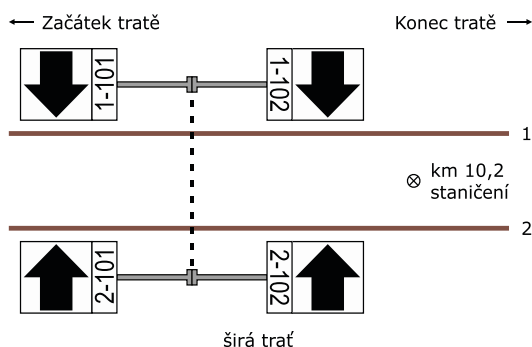 ← Začátek tratě
Konec tratě →
1-101
1-102
1
⊗ km 10,2
staničení
2
2-101
2-102
širá trať